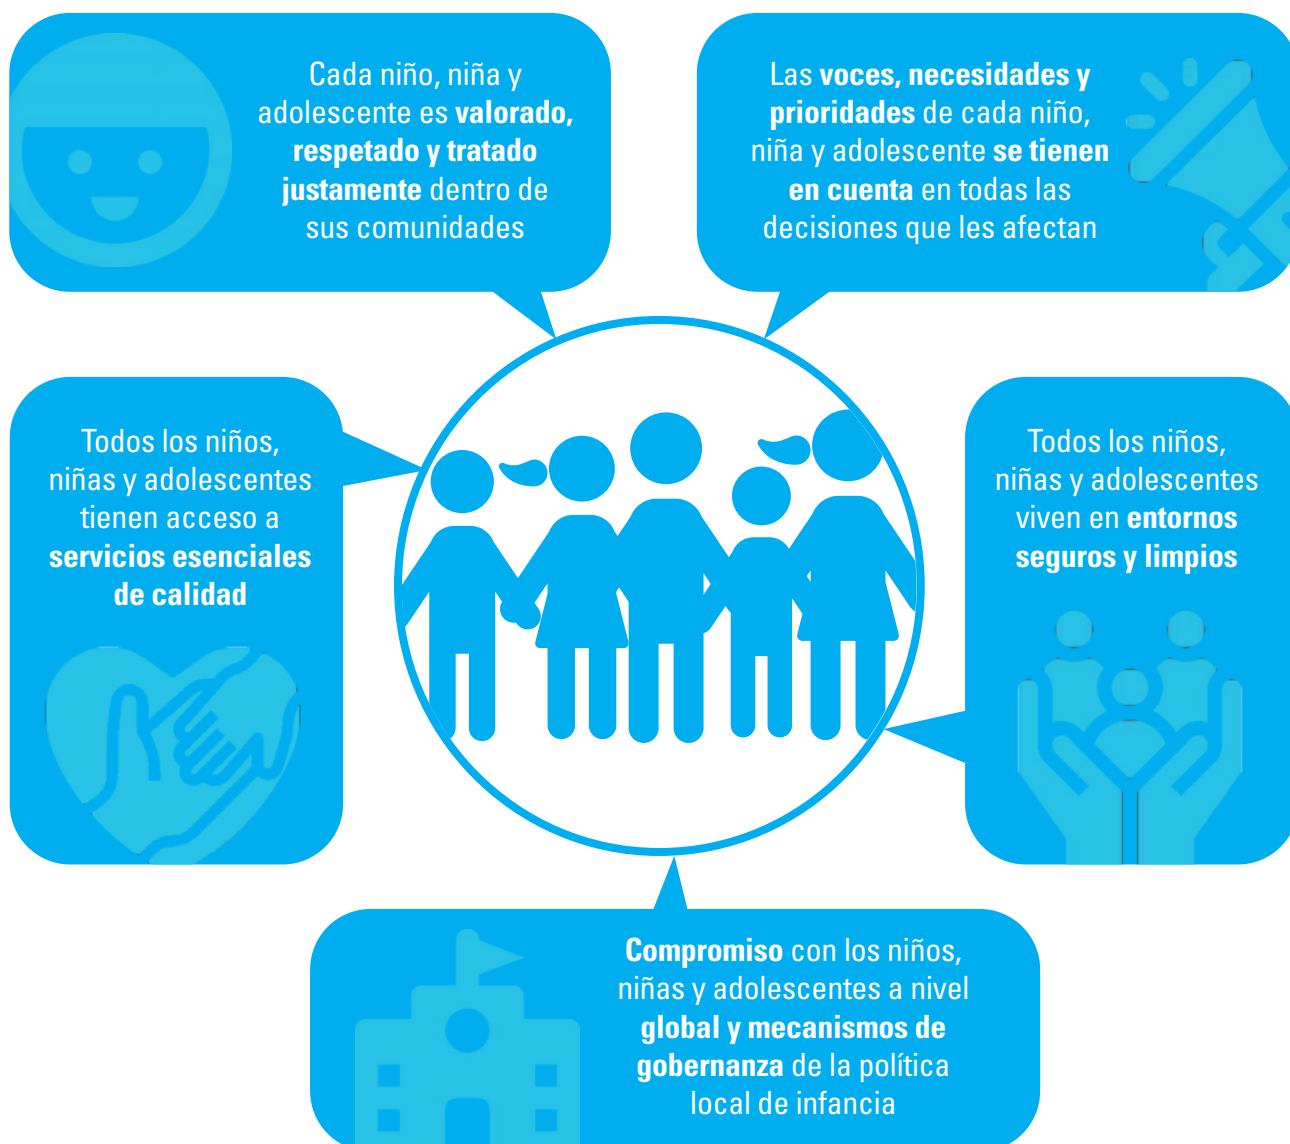 Cada niño, niña y
adolescente es valorado,
respetado y tratado
justamente dentro de
sus comunidades
Las voces, necesidades y
prioridades de cada niño,
niña y adolescente se tienen
en cuenta en todas las
decisiones que les afectan
Todos los niños,
niñas y adolescentes
tienen acceso a
servicios esenciales
de calidad
Todos los niños,
niñas y adolescentes
viven en entornos
seguros y limpios
Compromiso con los niños,
niñas y adolescentes a nivel
global y mecanismos de
gobernanza de la política
local de infancia